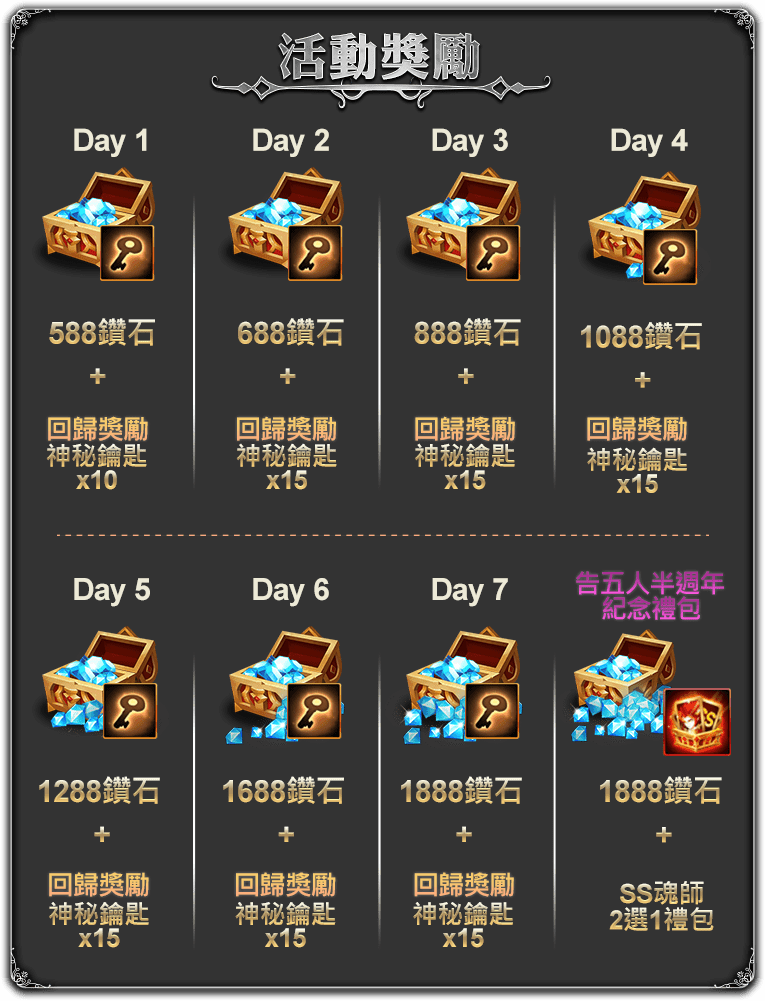 活動獎勵
Day 1
588鑽石
+
回歸獎勵
神秘鑰匙
x10
Day 2
688鑽石
+
回歸獎勵
神秘鑰匙
x15
Day 3
888鑽石
+
回歸獎勵
神秘鑰匙
x15
Day 4
1088鑽石
+
回歸獎勵
神秘鑰匙
x15
Day 5
1288鑽石
+
回歸獎勵
神秘鑰匙
x15
Day 6
1688鑽石
+
回歸獎勵
神秘鑰匙
x15
Day 7
1888鑽石
+
回歸獎勵
神秘鑰匙
x15
告五人半週年
紀念禮包
S
1888鑽石
+
SS魂師
2選1禮包